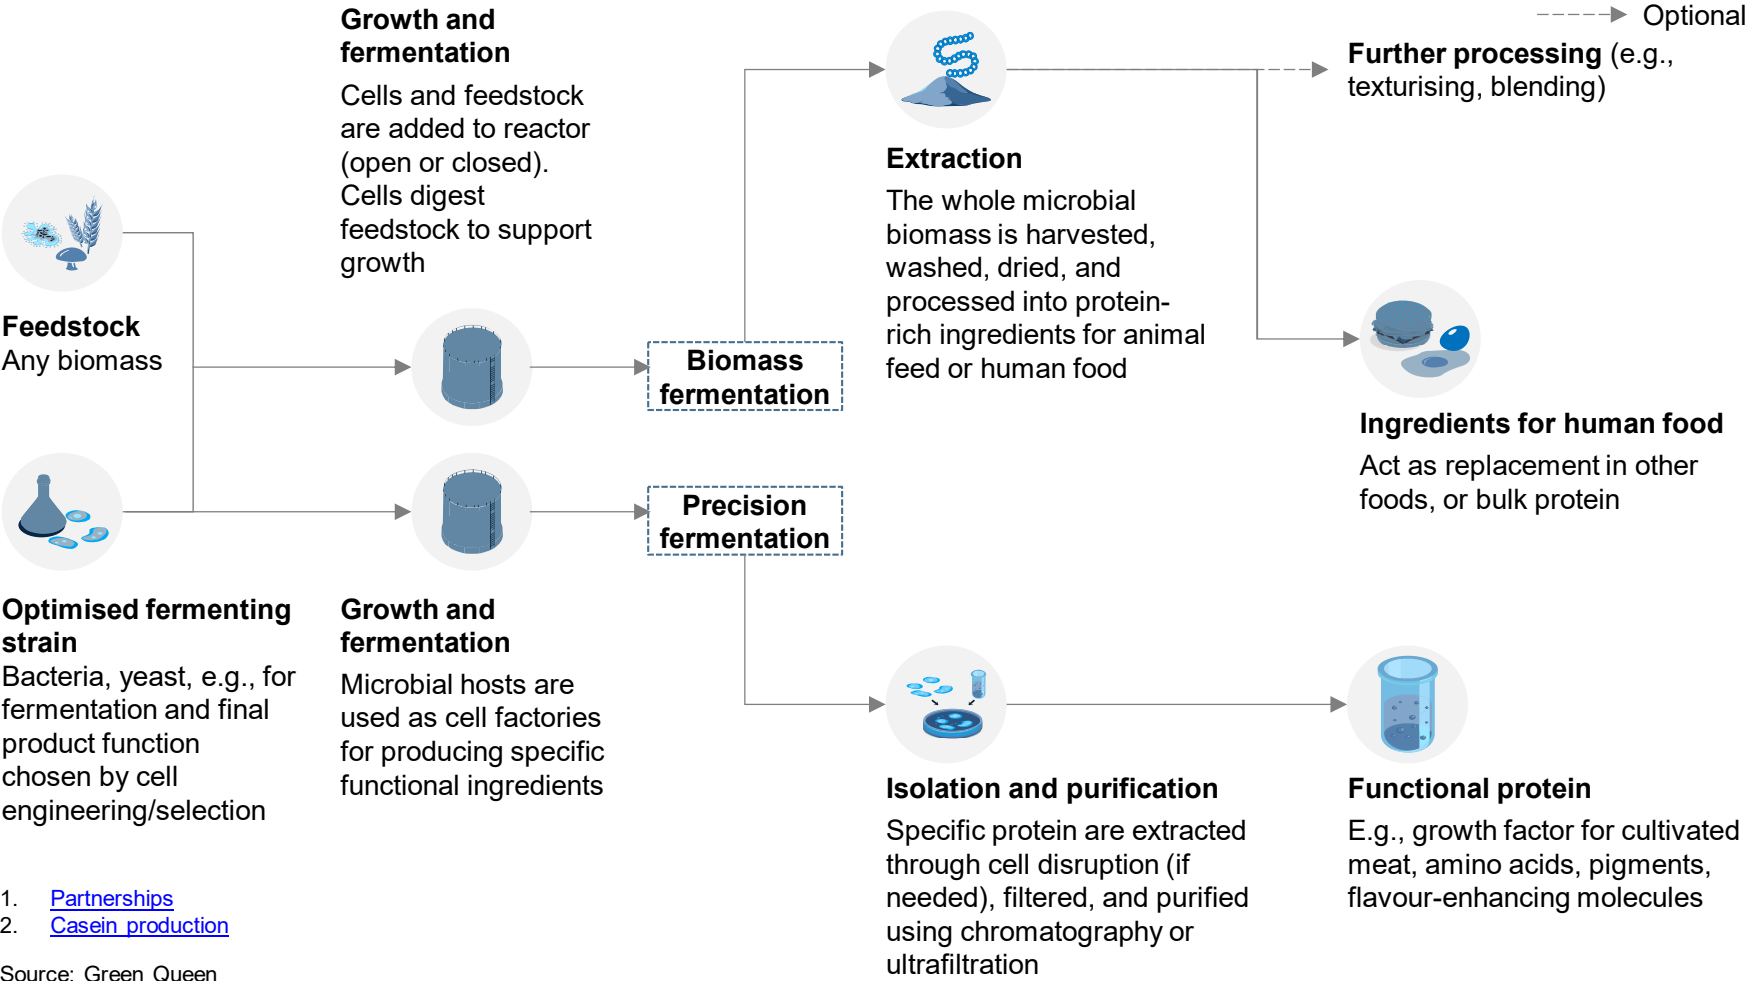 Optional
Growth and
fermentation
Cells and feedstock
are added to reactor
(open or closed).
Cells digest
feedstock to support
growth
Further processing (e.g.,
texturising, blending)
Extraction
The whole microbial
biomass is harvested,
washed, dried, and
processed into protein-
rich ingredients for animal
feed or human food
Feedstock
Any biomass
Biomass
fermentation
Ingredients for human food
Act as replacement in other
foods, or bulk protein
Precision
fermentation
Optimised fermenting
strain
Bacteria, yeast, e.g., for
fermentation and final
product function
chosen by cell
engineering/selection
Growth and
fermentation
Microbial hosts are
used as cell factories
for producing specific
functional ingredients
Isolation and purification
Specific protein are extracted
through cell disruption (if
needed), filtered, and purified
using chromatography or
ultrafiltration
Functional protein
E.g., growth factor for cultivated
meat, amino acids, pigments,
flavour-enhancing molecules
1. Partnerships
2. Casein production
Source: Green Queen